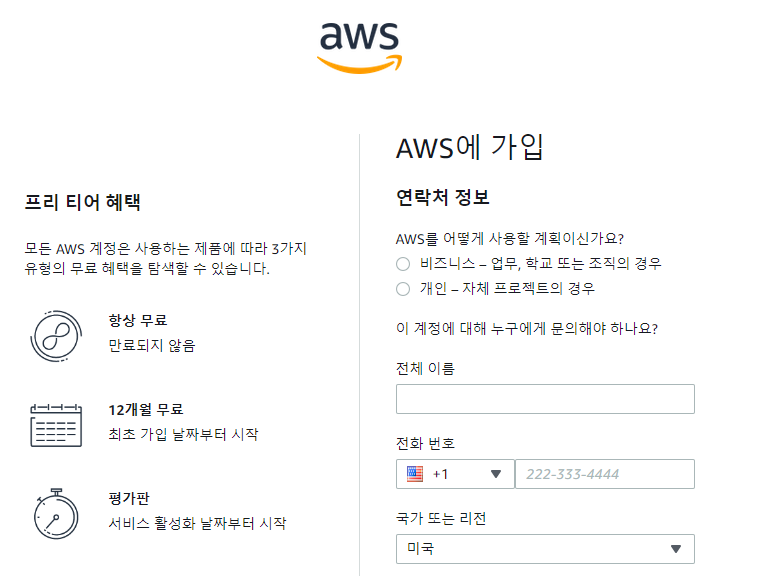 aws
프리 티어 혜택
모든 AWS 계정은 사용하는 제품에 따라 3가지
유형의 무료 혜택을 탐색할 수 있습니다.
항상 무료
만료되지 않음
12개월 무료
최초 가입 날짜부터 시작
평가판
서비스 활성화 날짜부터 시작
AWS에 가입
연락처 정보
AWS를 어떻게 사용할 계획이신가요?
비즈니스 – 업무, 학교 또는 조직의 경우
개인 – 자체 프로젝트의 경우
이 계정에 대해 누구에게 문의해야 하나요?
전체 이름
전화 번호
+1 222-333-4444
국가 또는 리전
미국